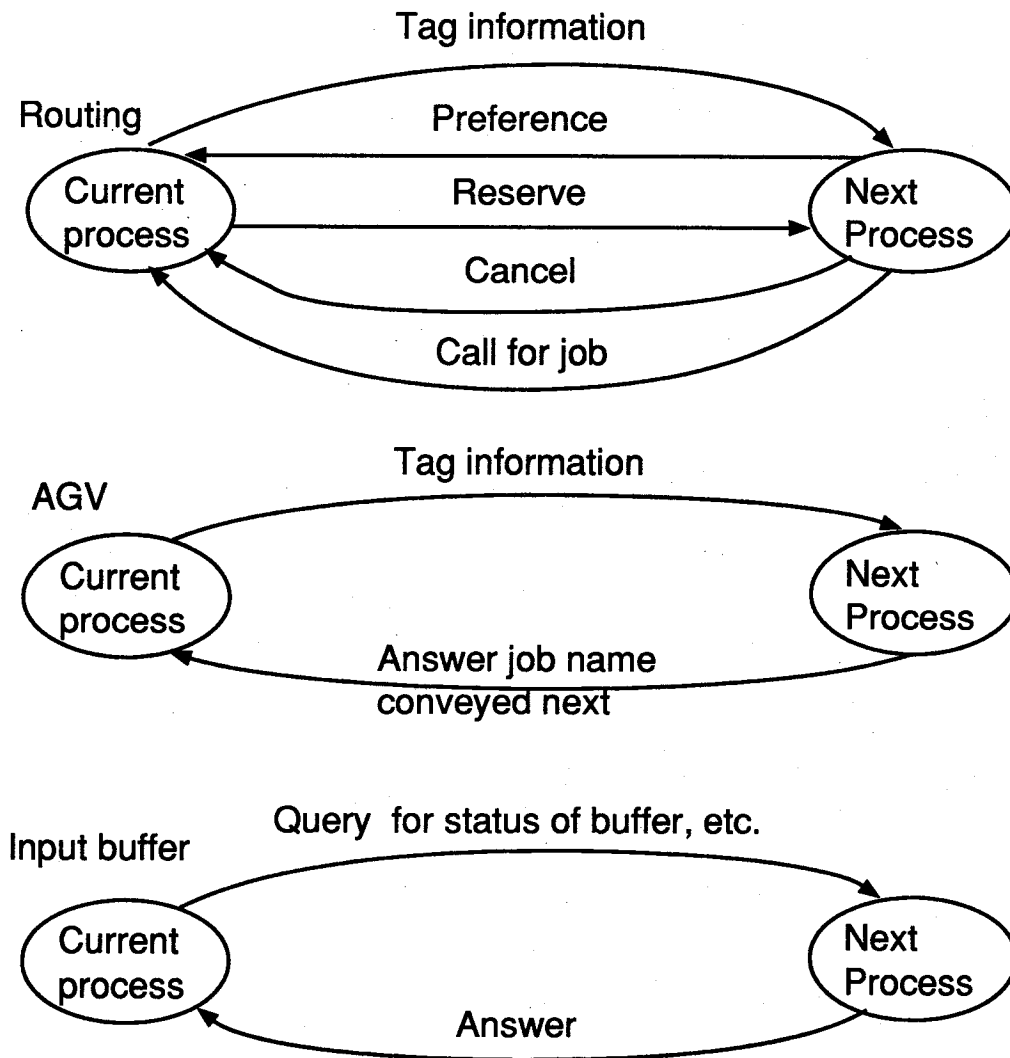 Tag information
Routing
Preference
Current
process
Reserve
Next
Process
Cancel
Call for job
Tag information
AGV
Current
process
Next
Process
Answer job name
conveyed next
Query for status of buffer, etc.
Input buffer
Current
process
Next
Process
Answer